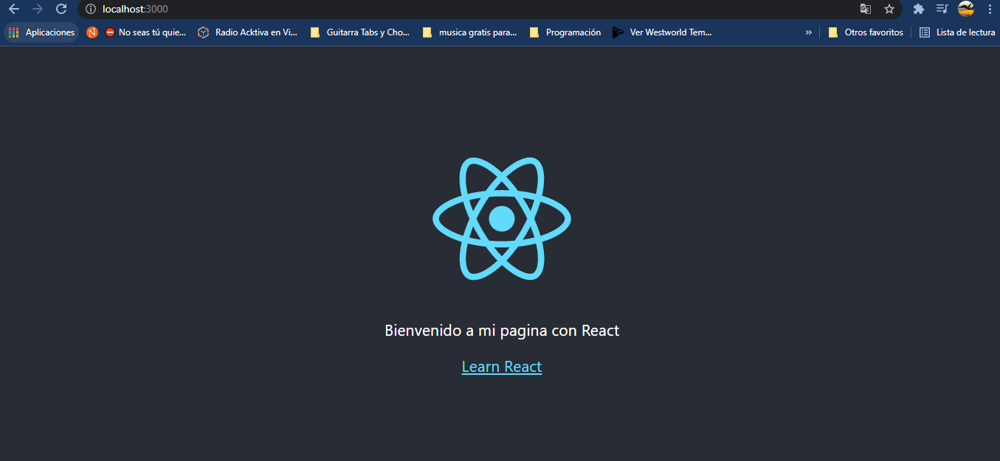 localhost:3000
Aplicaciones No seas tú quie... Radio Acktiva en Vi... Guitarra Tabs y Cho... musica gratis para... Programación Ver Westworld Tem... » Otros favoritos Lista de lectura
Bienvenido a mi pagina con React
Learn React